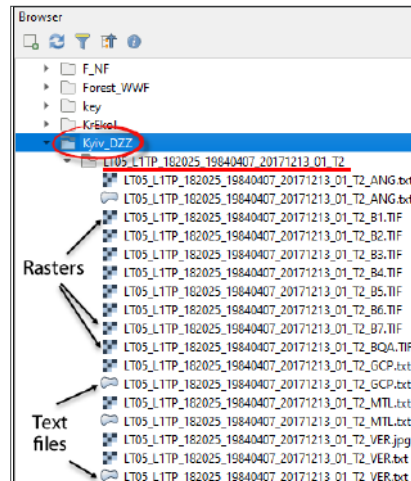 Browser
F_NF
Forest_WWF
key
KrEkol
Kyiv_DZZ
LT05_L1TP_182025_19840407_20171213_01_T2
LT05_L1TP_182025_19840407_20171213_01_T2_ANG.txt
LT05_L1TP_182025_19840407_20171213_01_T2_ANG.txt
LT05_L1TP_182025_19840407_20171213_01_T2_B1.TIF
LT05_L1TP_182025_19840407_20171213_01_T2_B2.TIF
LT05_L1TP_182025_19840407_20171213_01_T2_B3.TIF
LT05_L1TP_182025_19840407_20171213_01_T2_B4.TIF
Rasters
LT05_L1TP_182025_19840407_20171213_01_T2_B5.TIF
LT05_L1TP_182025_19840407_20171213_01_T2_B6.TIF
LT05_L1TP_182025_19840407_20171213_01_T2_B7.TIF
LT05_L1TP_182025_19840407_20171213_01_T2_BQA.TIF
LT05_L1TP_182025_19840407_20171213_01_T2_GCP.txt
LT05_L1TP_182025_19840407_20171213_01_T2_GCP.txt
LT05_L1TP_182025_19840407_20171213_01_T2_MTL.txt
Text
files
LT05_L1TP_182025_19840407_20171213_01_T2_MTL.txt
LT05_L1TP_182025_19840407_20171213_01_T2_VER.jpg
LT05_L1TP_182025_19840407_20171213_01_T2_VER.txt
LT05_L1TP_182025_19840407_20171213_01_T2_VER.txt